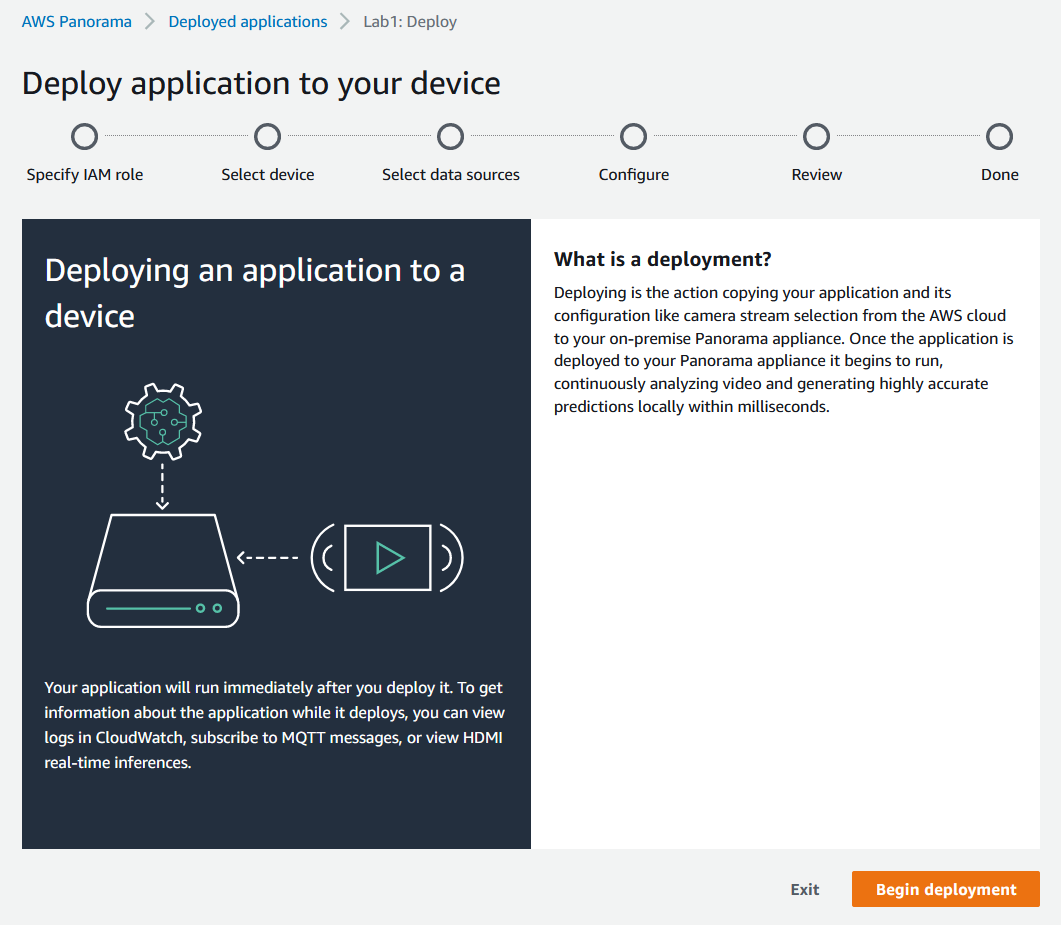 AWS Panorama > Deployed applications > Lab1: Deploy
Deploy application to your device
Specify IAM role
Select device
Select data sources
Configure
Review
Done
Deploying an application to a
device
Your application will run immediately after you deploy it. To get
information about the application while it deploys, you can view
logs in CloudWatch, subscribe to MQTT messages, or view HDMI
real-time inferences.
What is a deployment?
Deploying is the action copying your application and its
configuration like camera stream selection from the AWS cloud
to your on-premise Panorama appliance. Once the application is
deployed to your Panorama appliance it begins to run,
continuously analyzing video and generating highly accurate
predictions locally within milliseconds.
Exit
Begin deployment